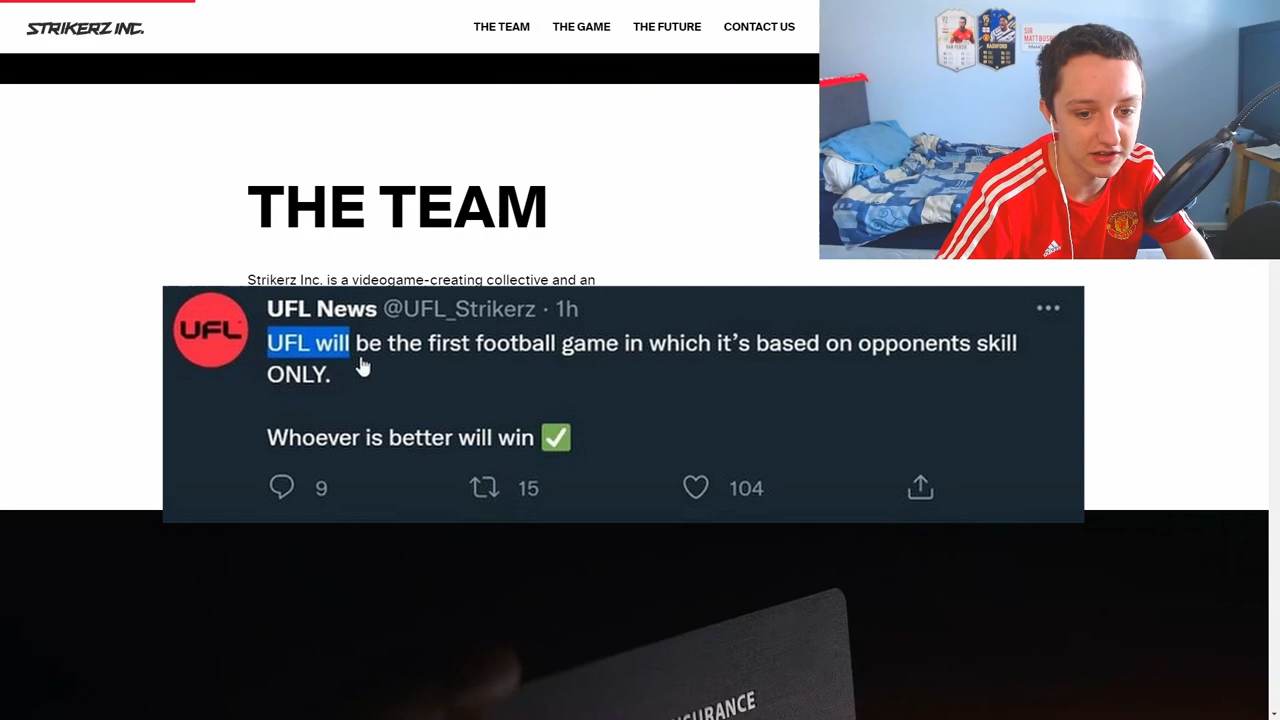 STRIKERZ INC.
THE TEAM THE GAME THE FUTURE CONTACT US
SIR
THE TEAM
Strikerz Inc. is a videogame-creating collective and an
UFL
UFL News @UFL_Strikerz · 1h
UFL will be the first football game in which it’s based on opponents skill
ONLY.
Whoever is better will win ✅
9 15 104